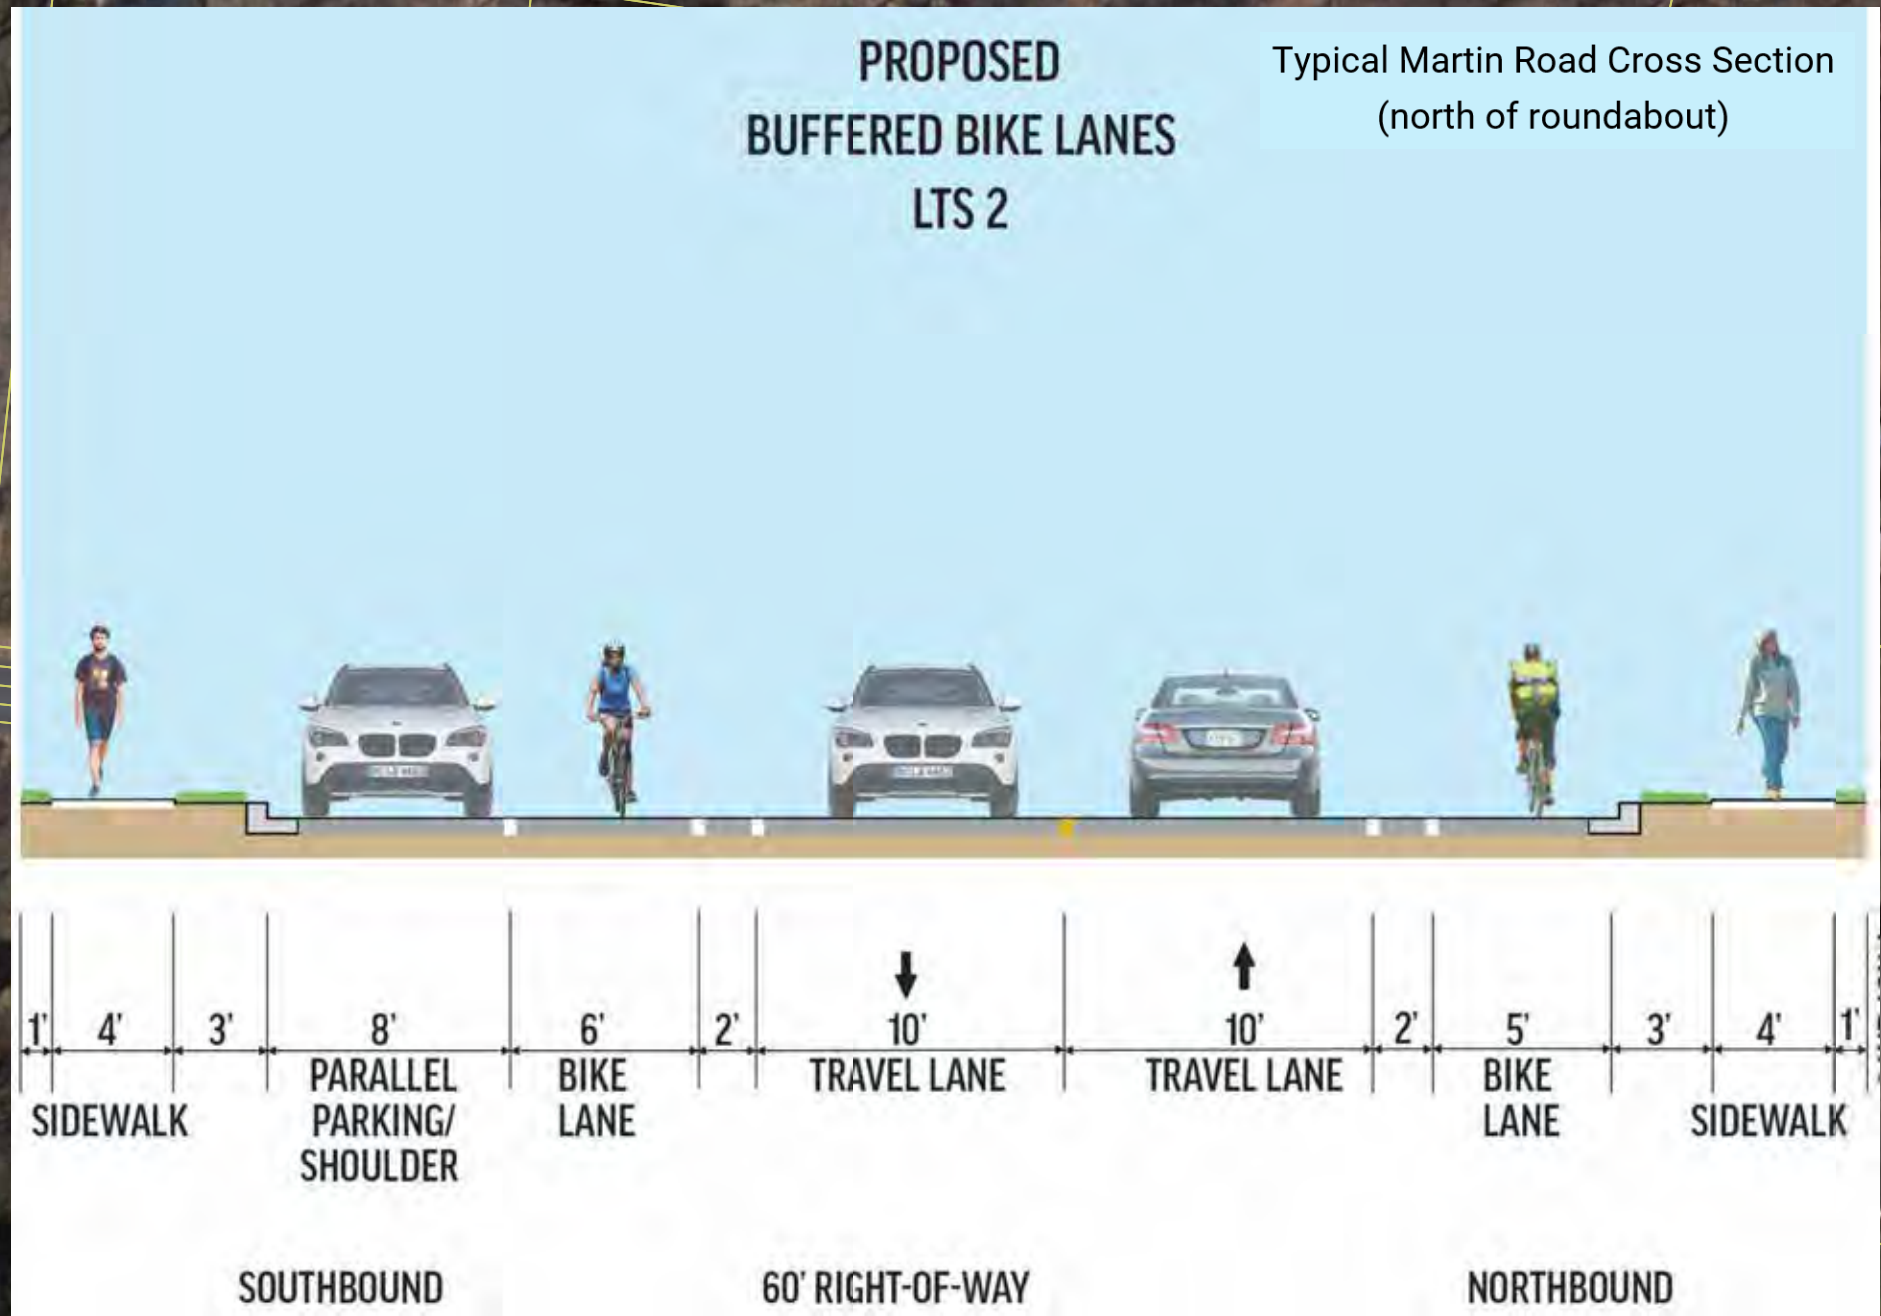 PROPOSED
BUFFERED BIKE LANES
LTS 2
Typical Martin Road Cross Section
(north of roundabout)
1' 4' 3' 8' 6' 2' 10' 10' 2' 5' 3' 4' 1'
SIDEWALK
PARALLEL
PARKING/
SHOULDER
BIKE
LANE
TRAVEL LANE
TRAVEL LANE
BIKE
LANE
SIDEWALK
SOUTHBOUND
60' RIGHT-OF-WAY
NORTHBOUND